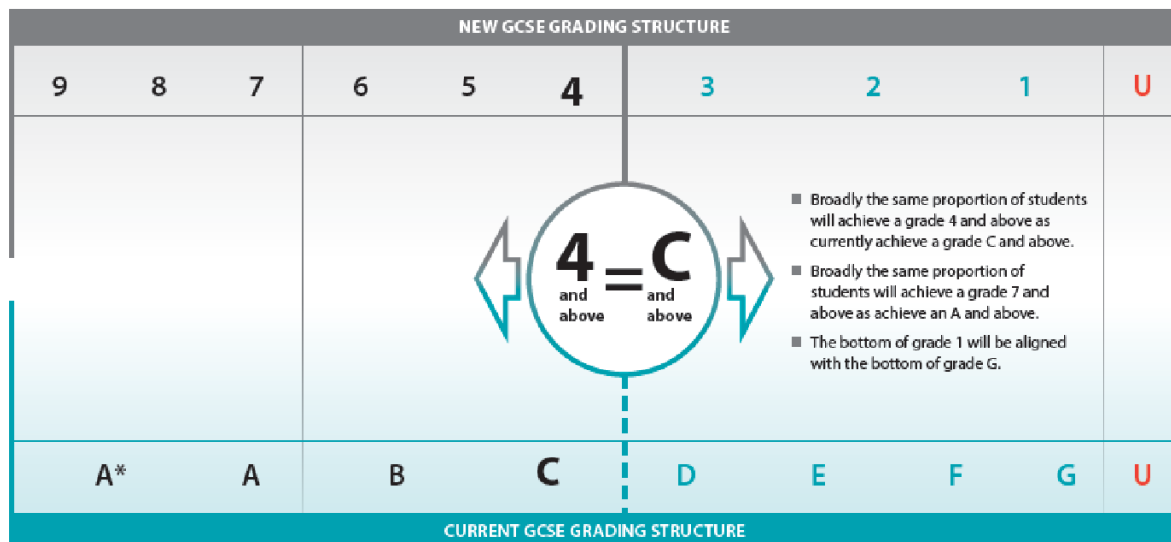 NEW GCSE GRADING STRUCTURE
9 8 7 6 5 4 3 2 1 U
4 = C
and above and above
■ Broadly the same proportion of students
will achieve a grade 4 and above as
currently achieve a grade C and above.
■ Broadly the same proportion of
students will achieve a grade 7 and
above as achieve an A and above.
■ The bottom of grade 1 will be aligned
with the bottom of grade G.
A* A B C D E F G U
CURRENT GCSE GRADING STRUCTURE